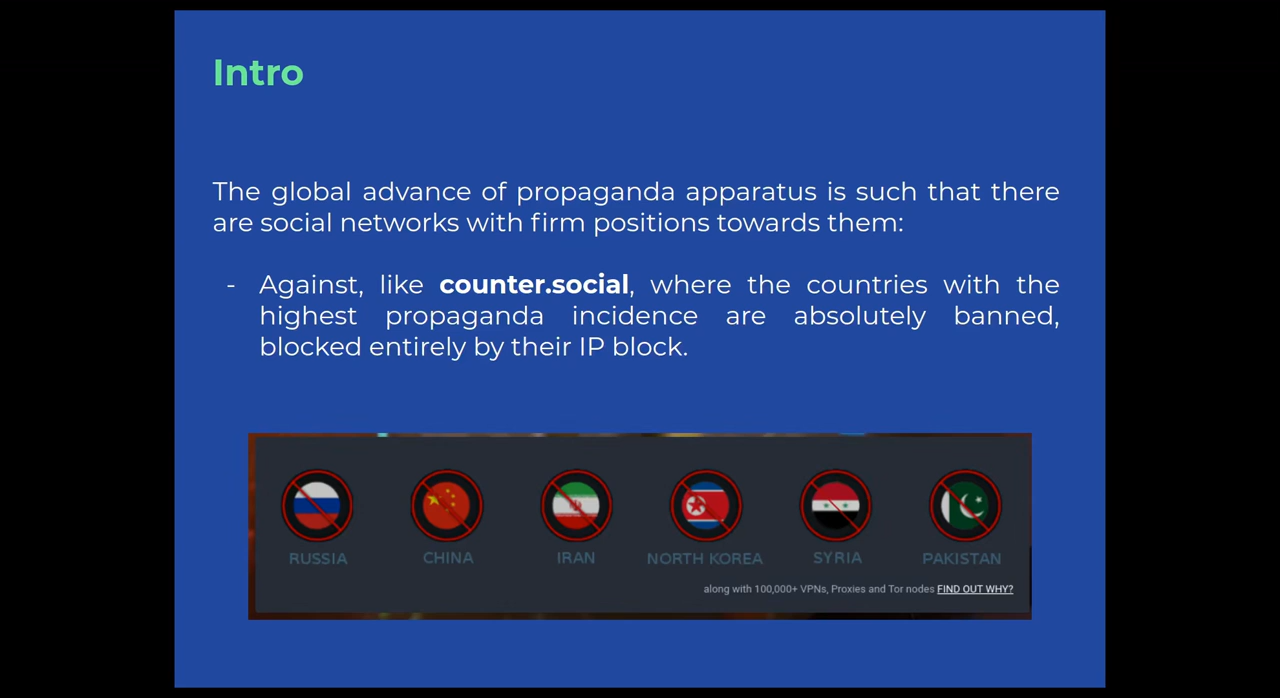 Intro
The global advance of propaganda apparatus is such that there
are social networks with firm positions towards them:
- Against, like counter.social, where the countries with the
highest propaganda incidence are absolutely banned,
blocked entirely by their IP block.
RUSSIA CHINA IRAN NORTH KOREA SYRIA PAKISTAN
along with 100,000+ VPNs, Proxies and Tor nodes FIND OUT WHY?